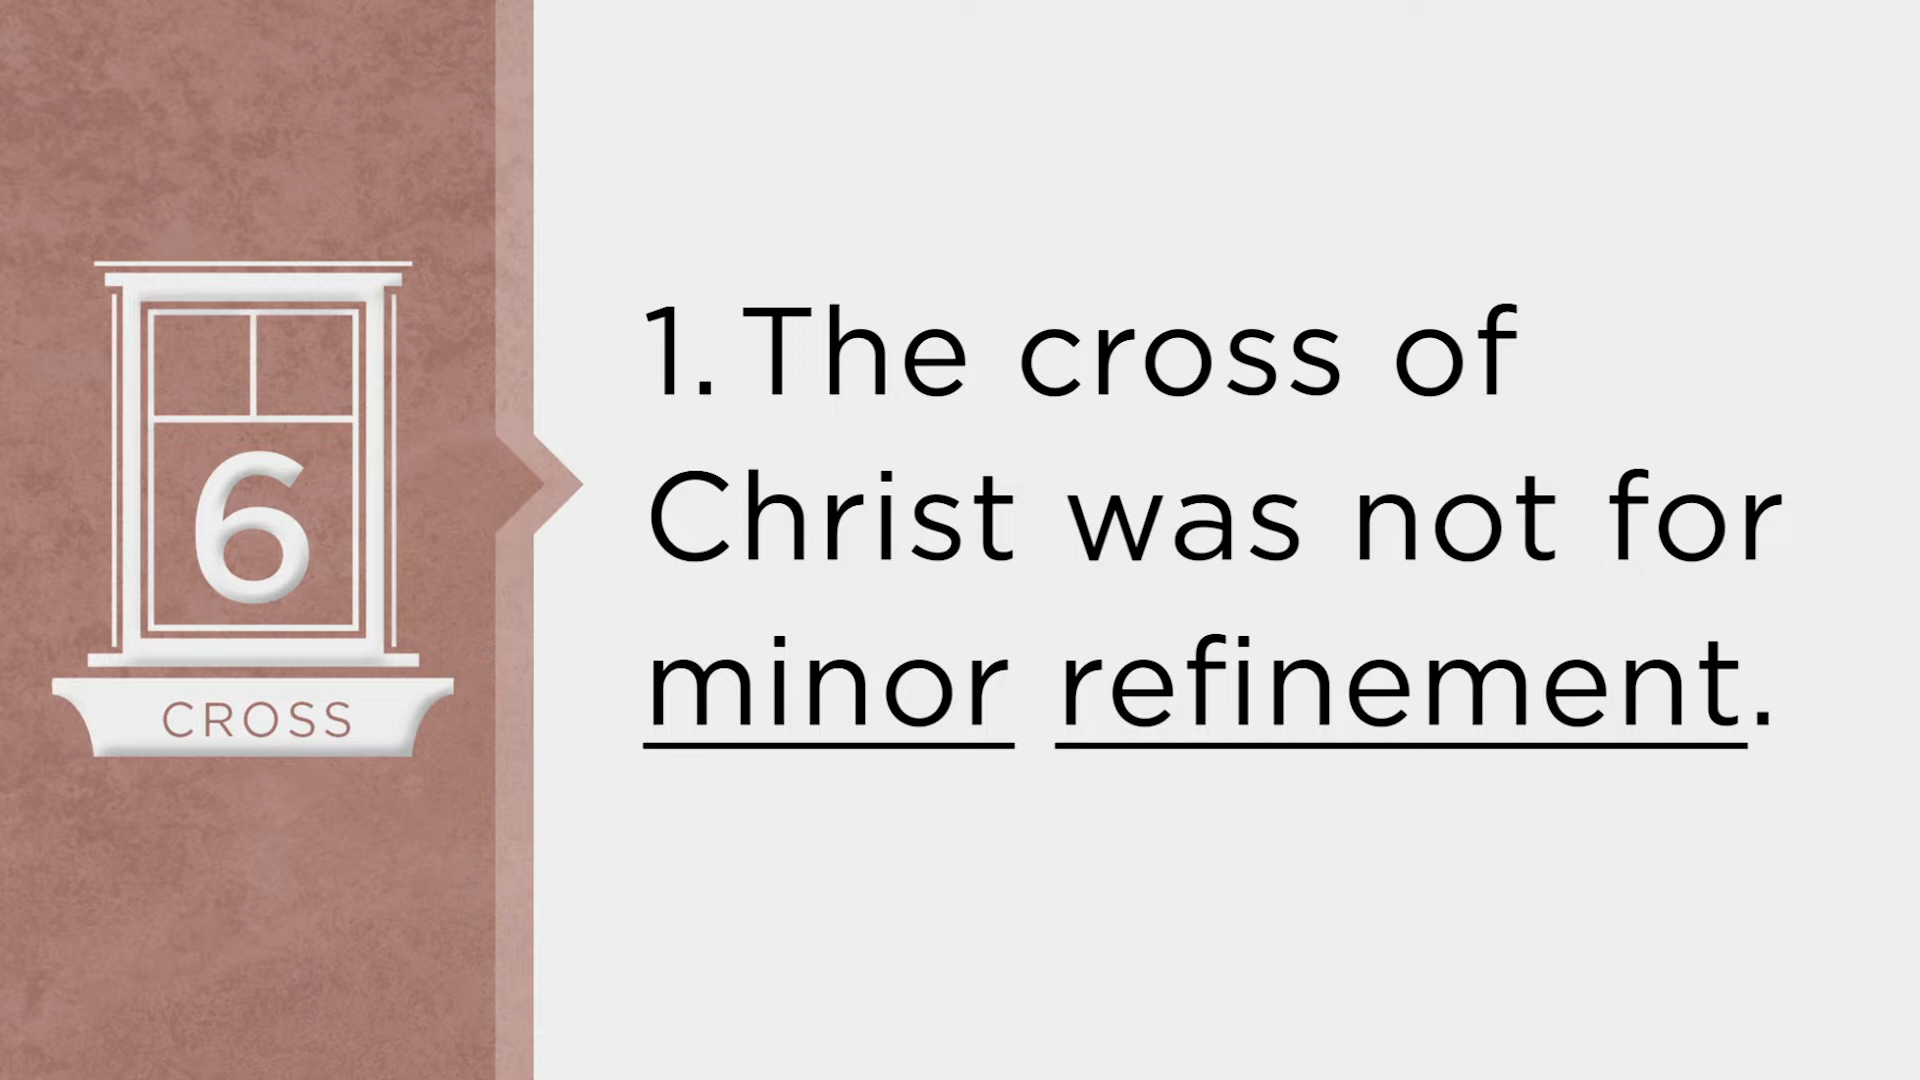 6
CROSS
1. The cross of
Christ was not for
minor refinement.